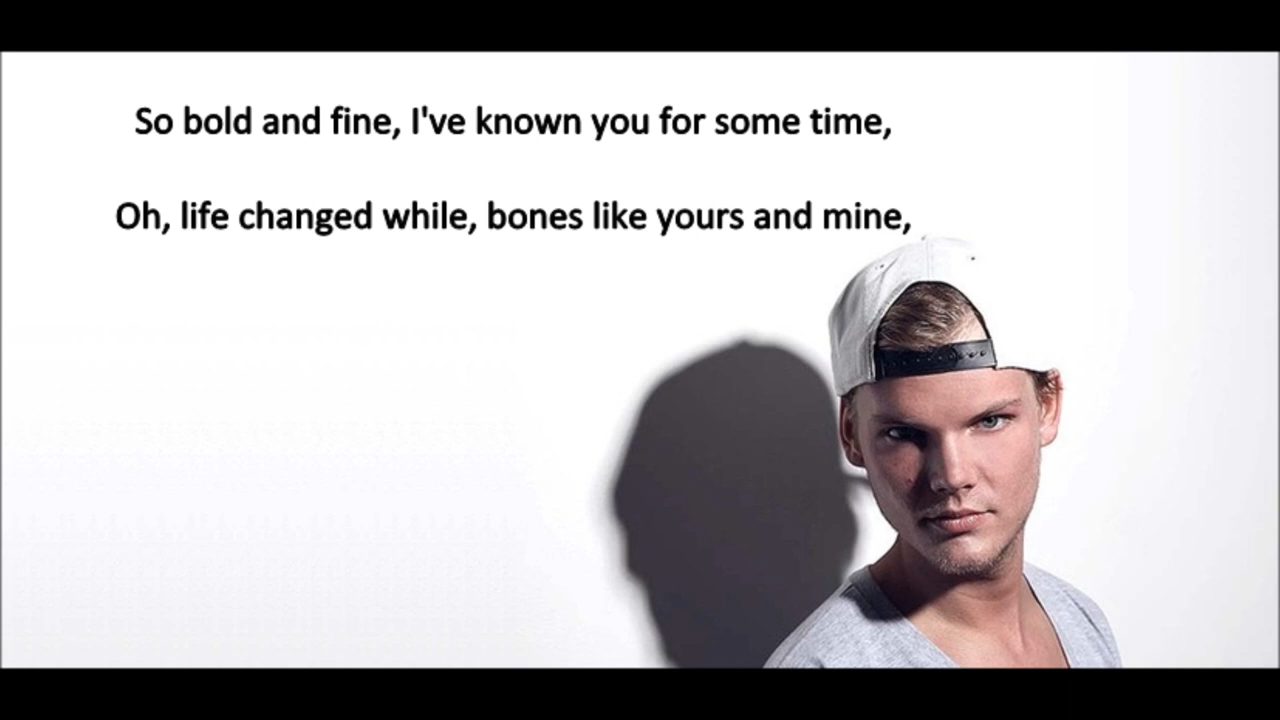 So bold and fine, I've known you for some time,
Oh, life changed while, bones like yours and mine,